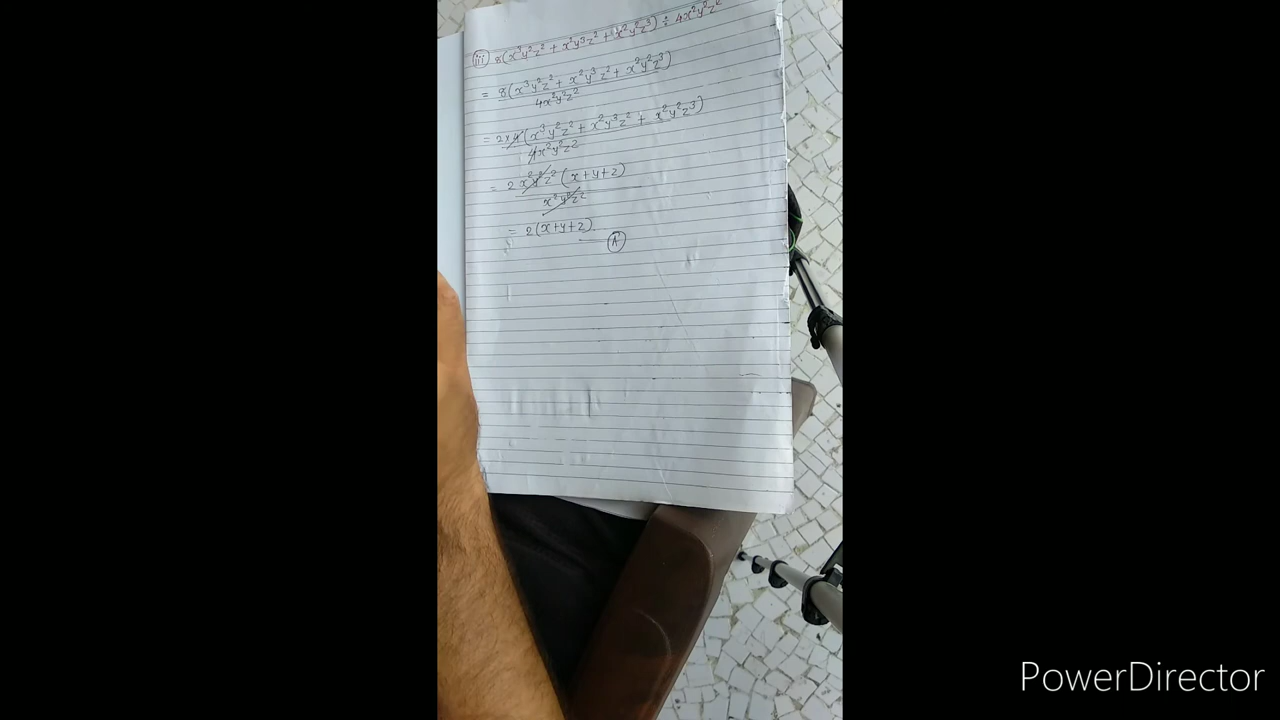 (iii) 8(x³y²z² + x²y³z² + x²y²z³) ÷ 4x²y²z²
= 8(x³y²z² + x²y³z² + x²y²z³)
4x²y²z²
= 2×4(x³y²z² + x²y³z² + x²y²z³)
4x²y²z²
= 2x²y²z²(x+y+z)
x²y²z²
= 2(x+y+z)
A
PowerDirector